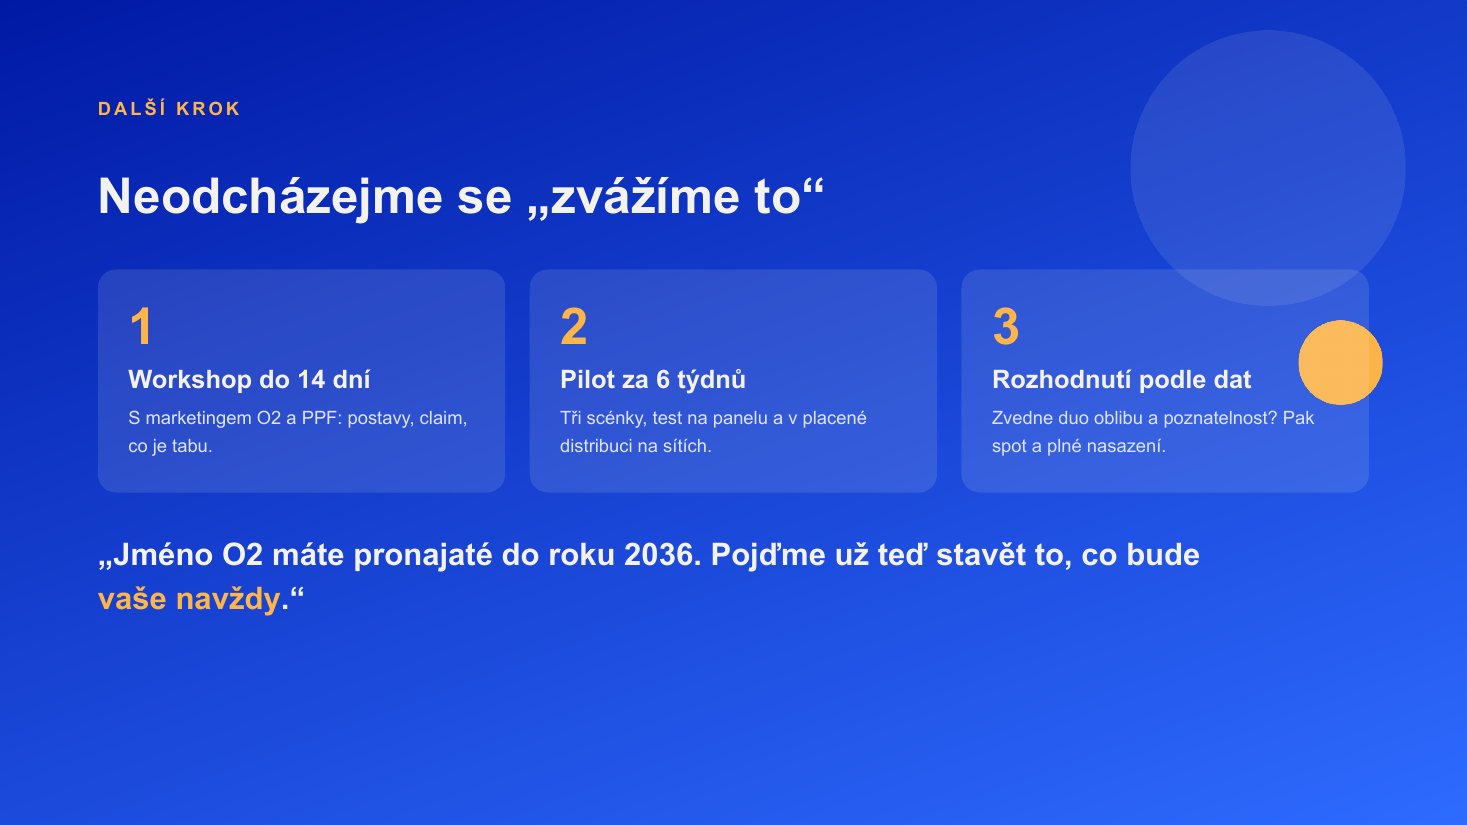 DALŠÍ KROK
Neodcházejme se „zvážíme to“
1
Workshop do 14 dní
S marketingem O2 a PPF: postavy, claim,
co je tabu.
2
Pilot za 6 týdnů
Tři scénky, test na panelu a v placené
distribuci na sítích.
3
Rozhodnutí podle dat
Zvedne duo oblibu a poznatelnost? Pak
spot a plné nasazení.
„Jméno O2 máte pronajaté do roku 2036. Pojďme už teď stavět to, co bude
vaše navždy.“